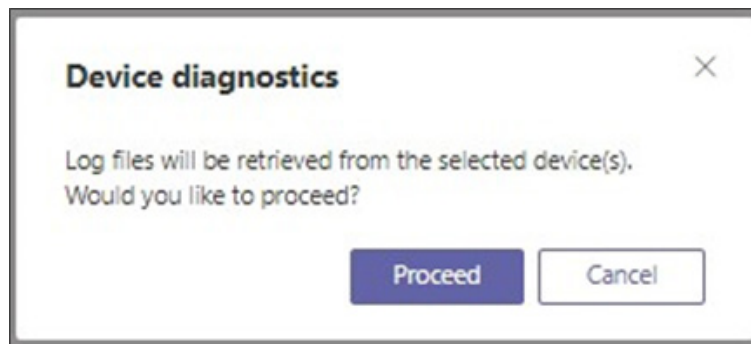 Device diagnostics
Log files will be retrieved from the selected device(s).
Would you like to proceed?
Proceed
Cancel